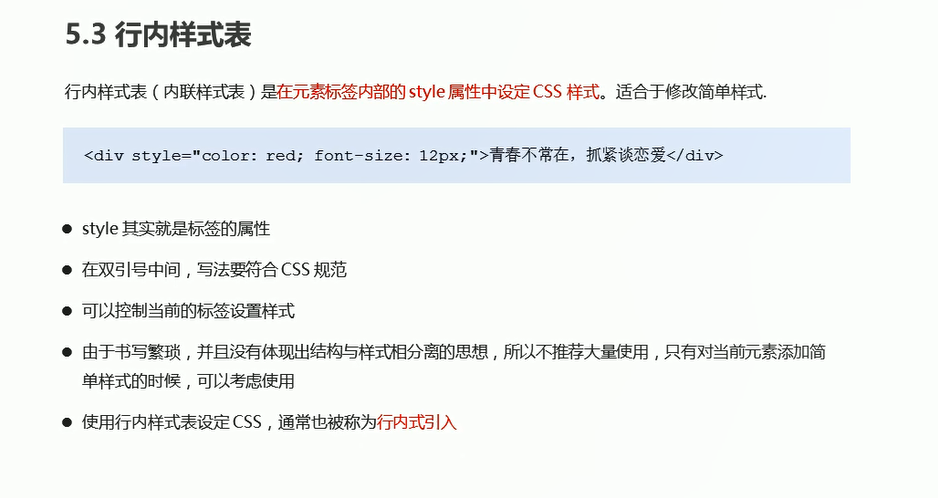 5.3 行内样式表
行内样式表（内联样式表）是在元素标签内部的 style 属性中设定 CSS 样式。适合于修改简单样式.
<div style="color: red; font-size: 12px;">青春不常在，抓紧谈恋爱</div>
● style 其实就是标签的属性
● 在双引号中间，写法要符合 CSS 规范
● 可以控制当前的标签设置样式
● 由于书写繁琐，并且没有体现出结构与样式相分离的思想，所以不推荐大量使用，只有对当前元素添加简
单样式的时候，可以考虑使用
● 使用行内样式表设定 CSS，通常也被称为行内式引入